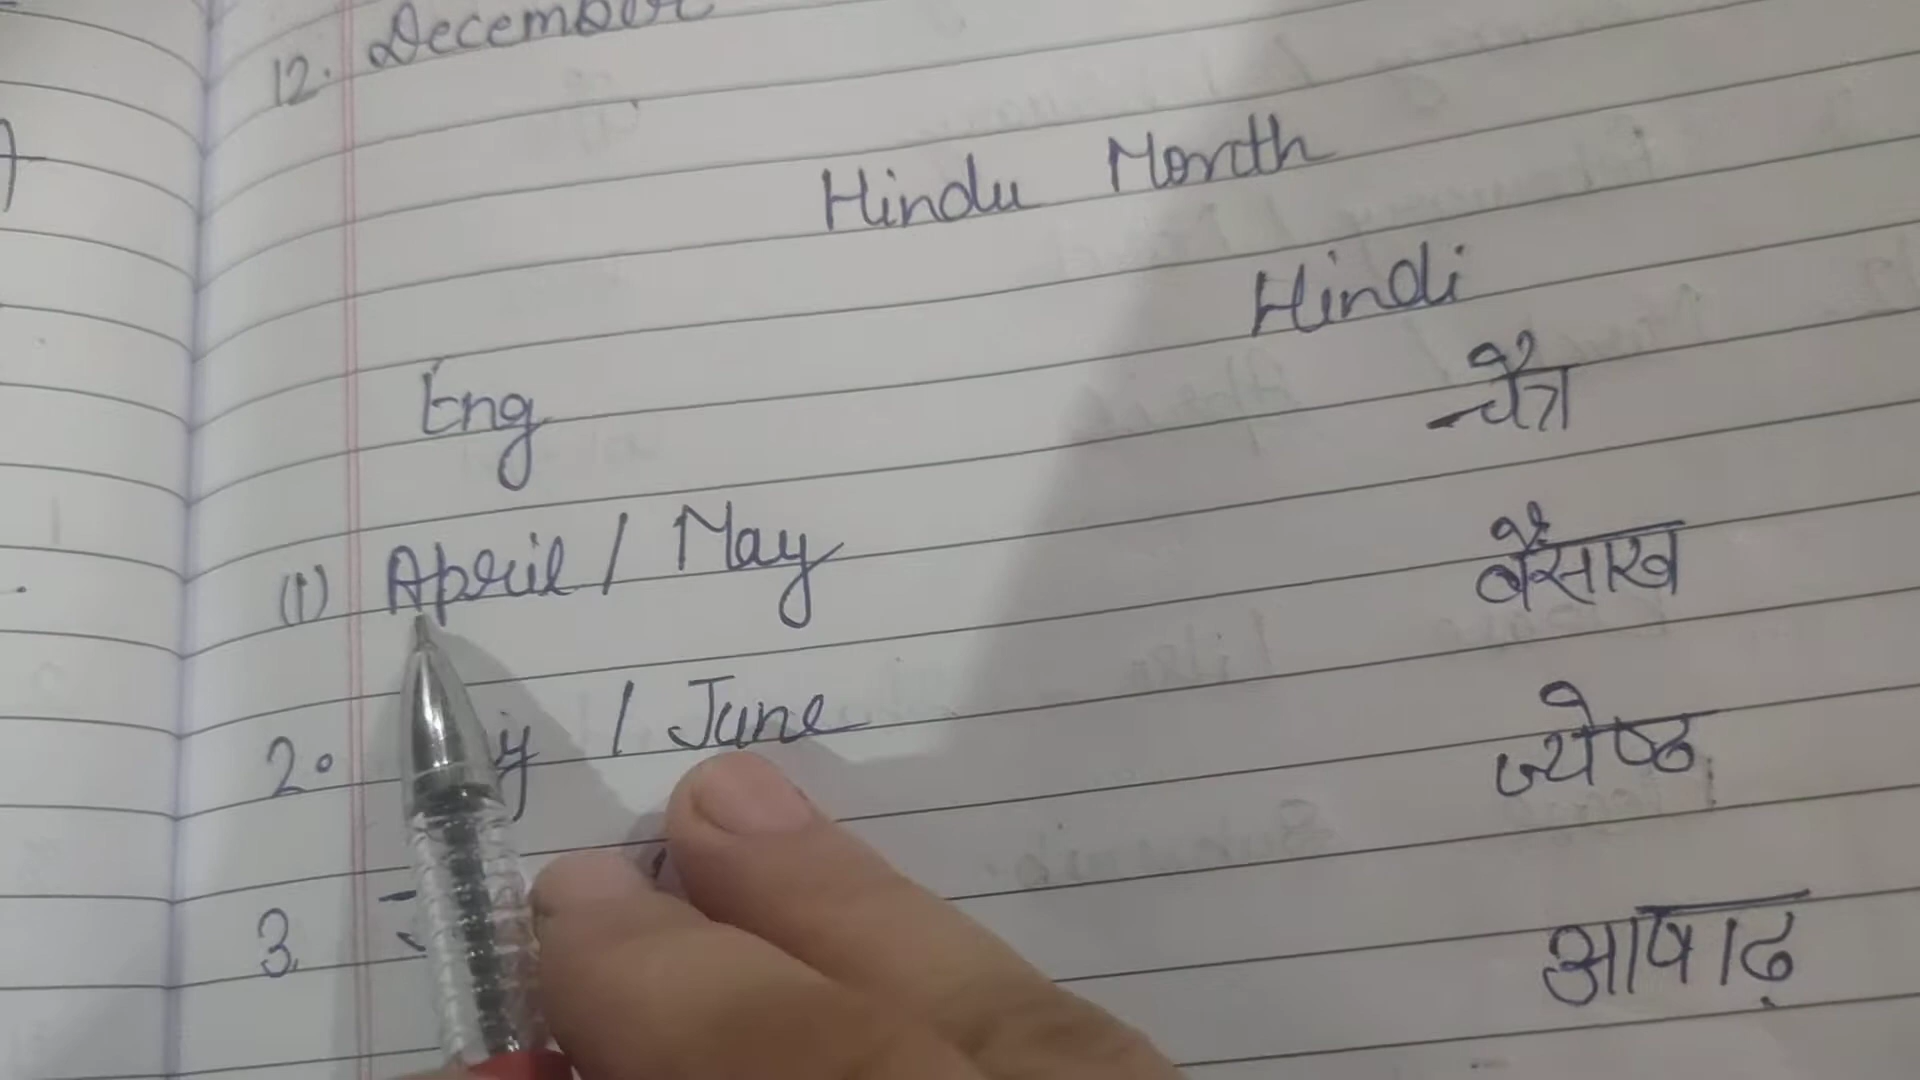 12. December
Hindu Month
Hindi
Eng
चैत्र
(1) April / May
बैसाख
2. / June
ज्येष्ठ
3.
आषाढ़